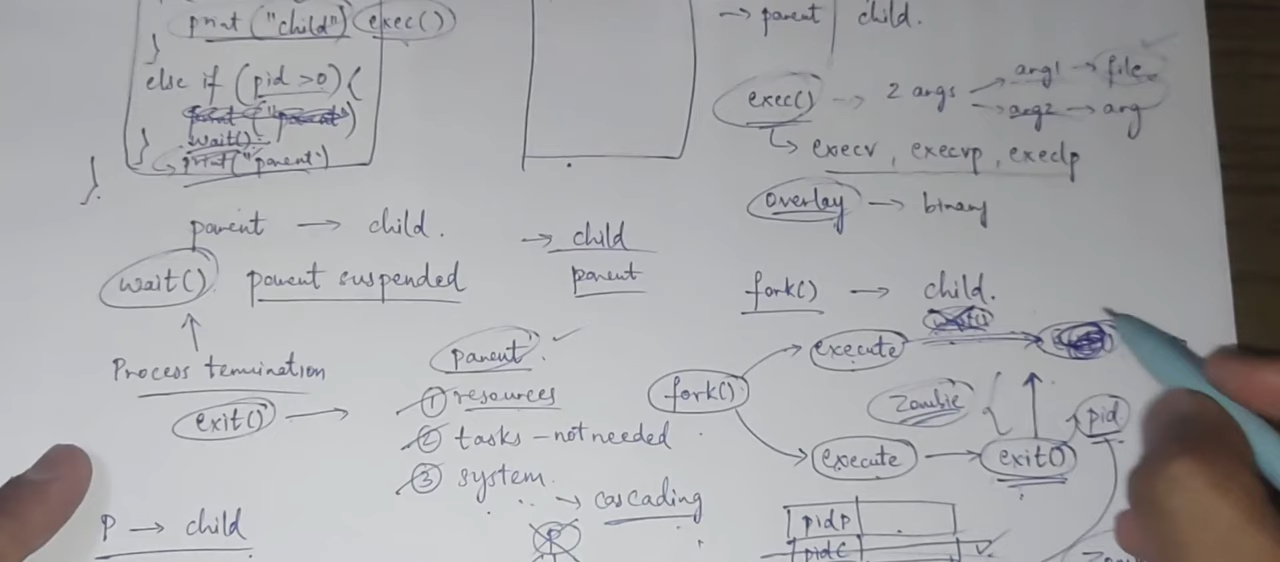 print ("child") exec()
}
else if (pid >0){
wait()
}
print("parent")
}
→ parent child.
exec() → 2 args → arg1 → file
→ arg2 → arg
↳ execv, execvp, execlp
overlay → binary
parent → child.
wait() parent suspended
→ child
parent
↑
Process termination
exit() →
parent ✓
① resources
② tasks - not needed
③ system
→ cascading
P
P → child
fork() → child.
fork() → execute →
execute → exit() → pid
Zombie
pidP
pidC ✓